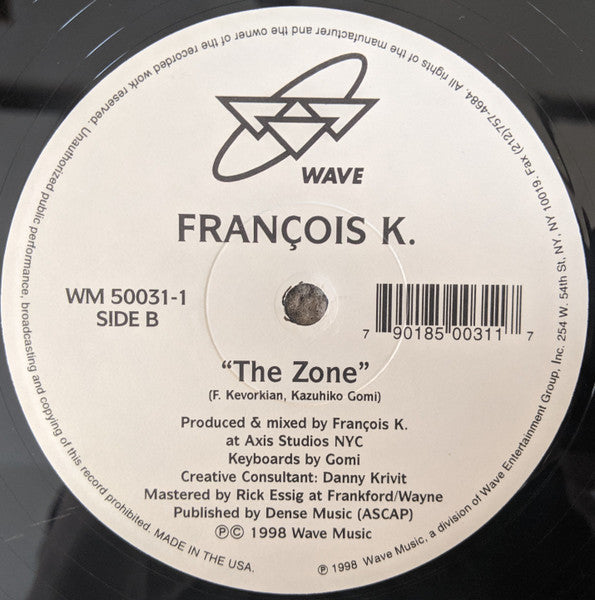 WAVE
FRANÇOIS K.
WM 50031-1
SIDE B
7 90185 00311 7
“The Zone”
(F. Kevorkian, Kazuhiko Gomi)
Produced & mixed by François K.
at Axis Studios NYC
Keyboards by Gomi
Creative Consultant: Danny Krivit
Mastered by Rick Essig at Frankford/Wayne
Published by Dense Music (ASCAP)
℗© 1998 Wave Music
℗ 1998 Wave Music, a division of Wave Entertainment Group, Inc. 254 W. 54th St, NY, NY 10019. Fax (212)757-4684. All rights of the manufacturer and the owner of the recorded work reserved. Unauthorized public performance, broadcasting and copying of this record prohibited. MADE IN THE USA.